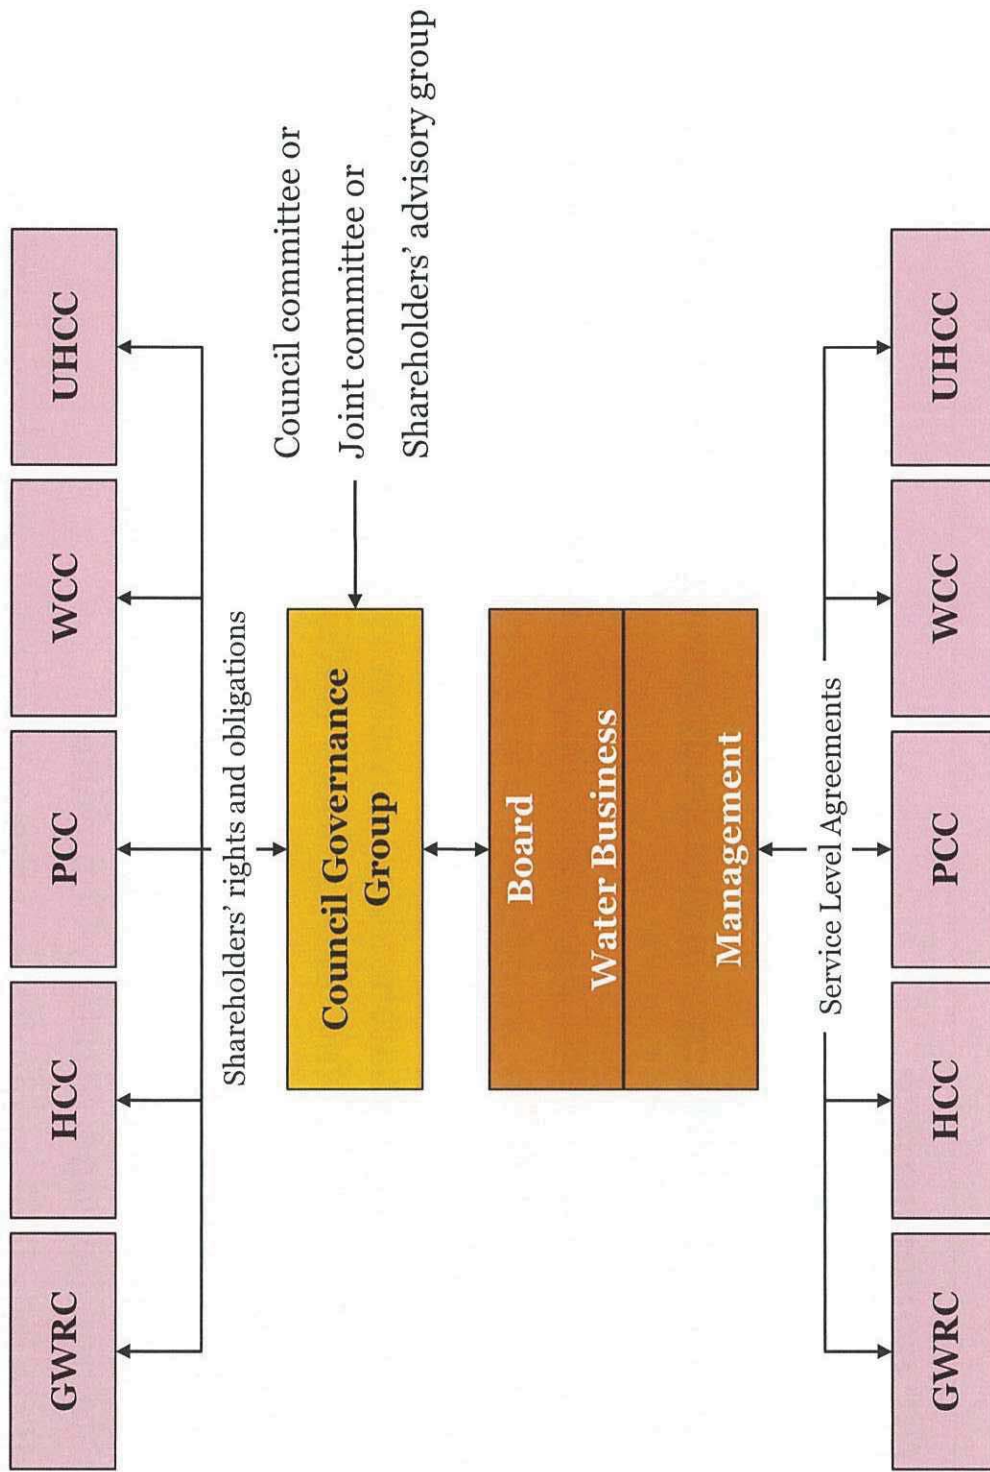 GWRC
HCC
PCC
WCC
UHCC
Shareholders' rights and obligations
Council Governance
Group
Council committee or
Joint committee or
Shareholders' advisory group
Board
Water Business
Management
Service Level Agreements
GWRC
HCC
PCC
WCC
UHCC